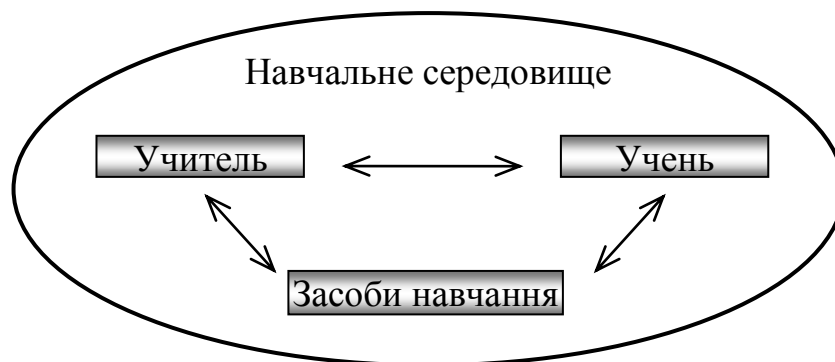 Навчальне середовище
Учитель
Учень
Засоби навчання